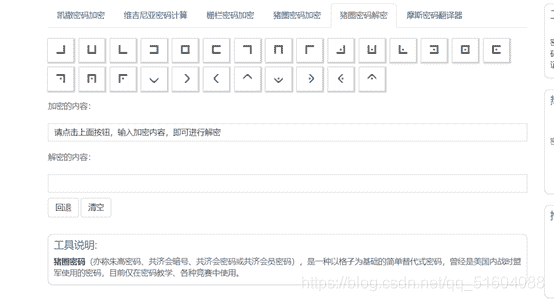 凯撒密码加密 维吉尼亚密码计算 栅栏密码加密 猪圈密码加密 猪圈密码解密 摩斯密码翻译器
加密的内容:
请点击上面按钮，输入加密内容，即可进行解密
解密的内容:
回退 清空
工具说明:
猪圈密码（亦称朱高密码、共济会暗号、共济会密码或共济会员密码），是一种以格子为基础的简单替代式密码，曾经是美国内战时盟
军使用的密码，目前仅在密码教学、各种竞赛中使用。
https://blog.csdn.net/qq_51604088